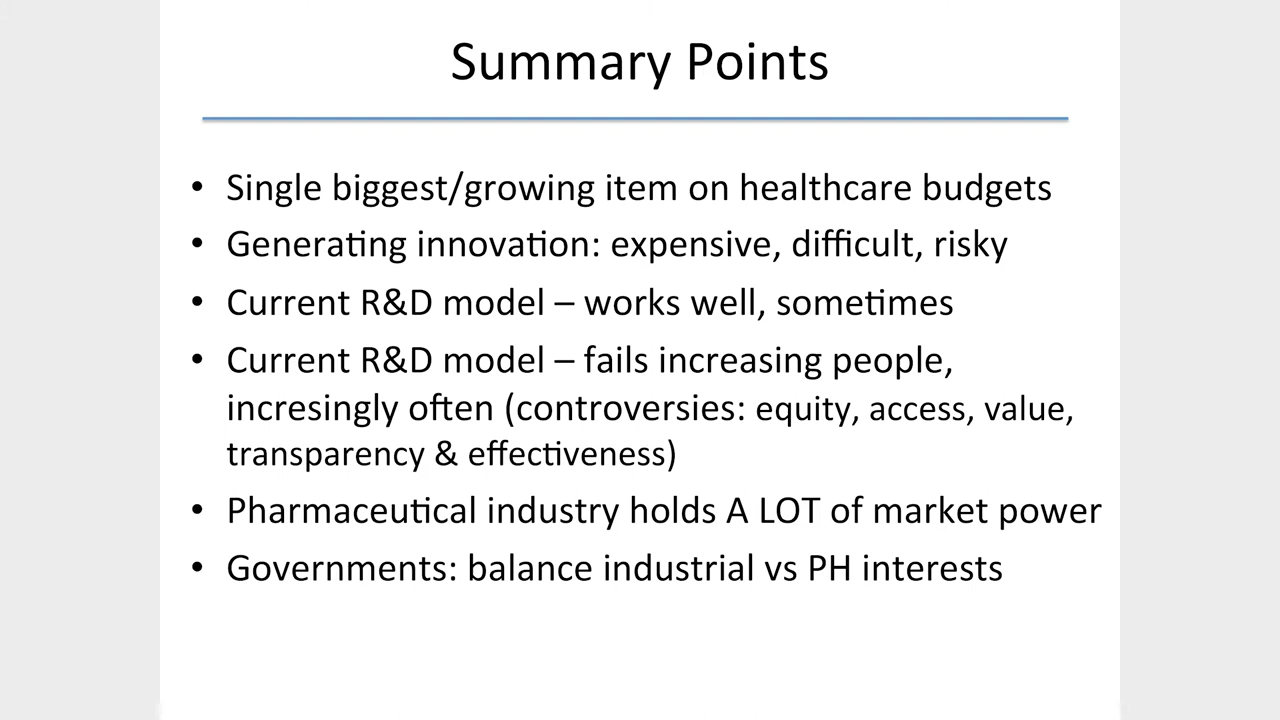 Summary Points
• Single biggest/growing item on healthcare budgets
• Generating innovation: expensive, difficult, risky
• Current R&D model – works well, sometimes
• Current R&D model – fails increasing people,
incresingly often (controversies: equity, access, value,
transparency & effectiveness)
• Pharmaceutical industry holds A LOT of market power
• Governments: balance industrial vs PH interests